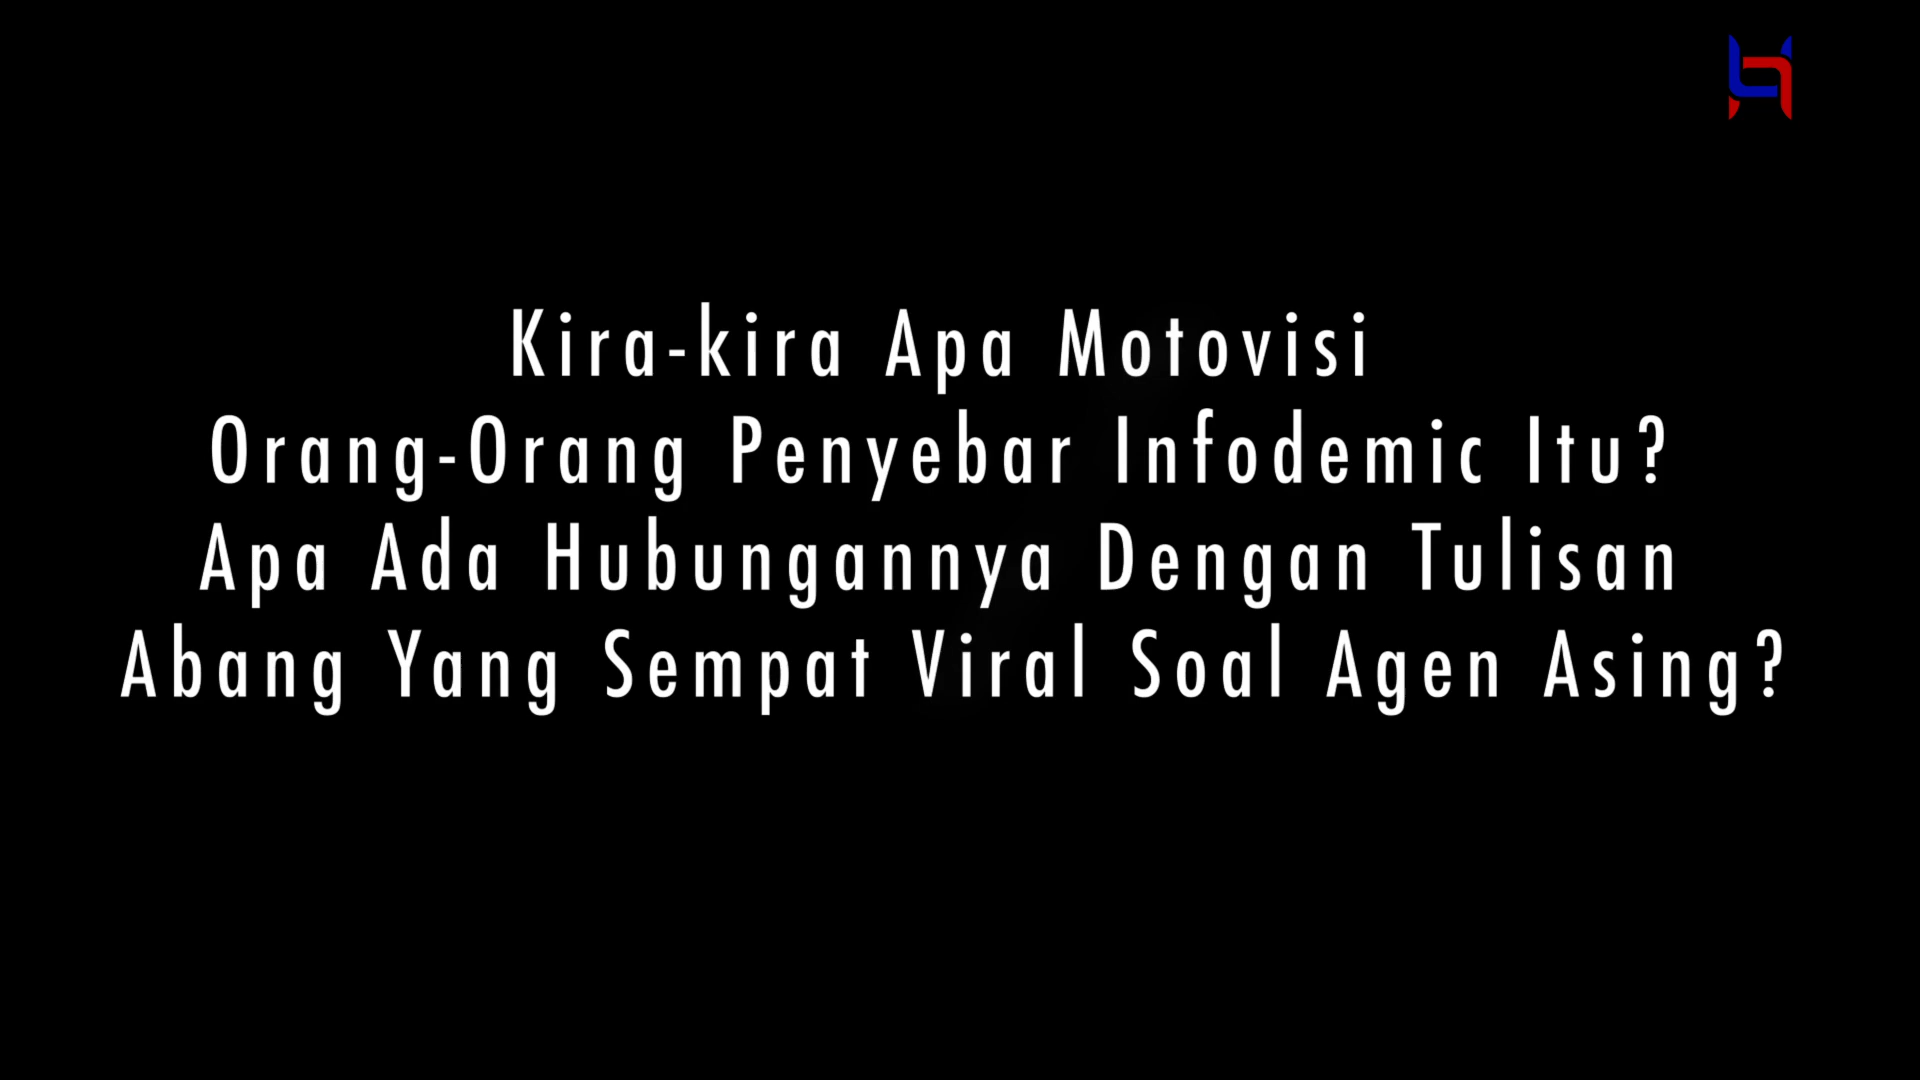 Kira-kira Apa Motovisi
Orang-Orang Penyebar Infodemic Itu?
Apa Ada Hubungannya Dengan Tulisan
Abang Yang Sempat Viral Soal Agen Asing?